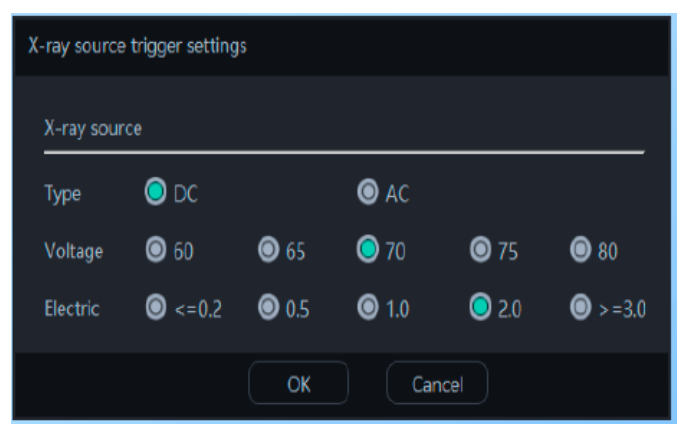 X-ray source trigger settings
X-ray source
Type DC AC
Voltage 60 65 70 75 80
Electric <=0.2 0.5 1.0 2.0 >=3.0
OK Cancel